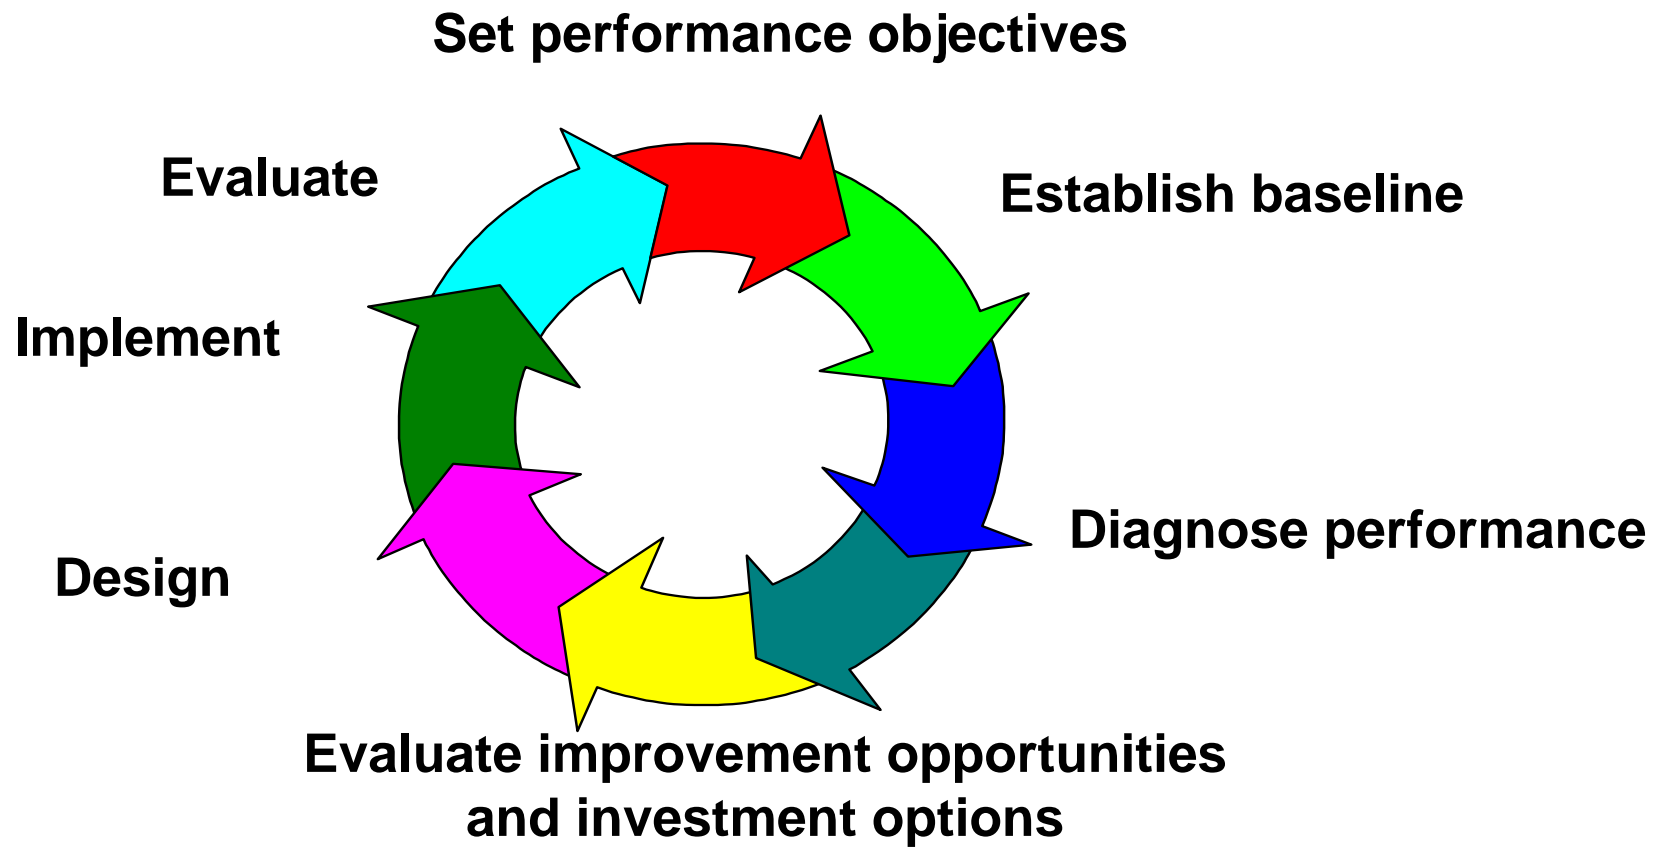 Set performance objectives
Establish baseline
Diagnose performance
Evaluate improvement opportunities
and investment options
Design
Implement
Evaluate